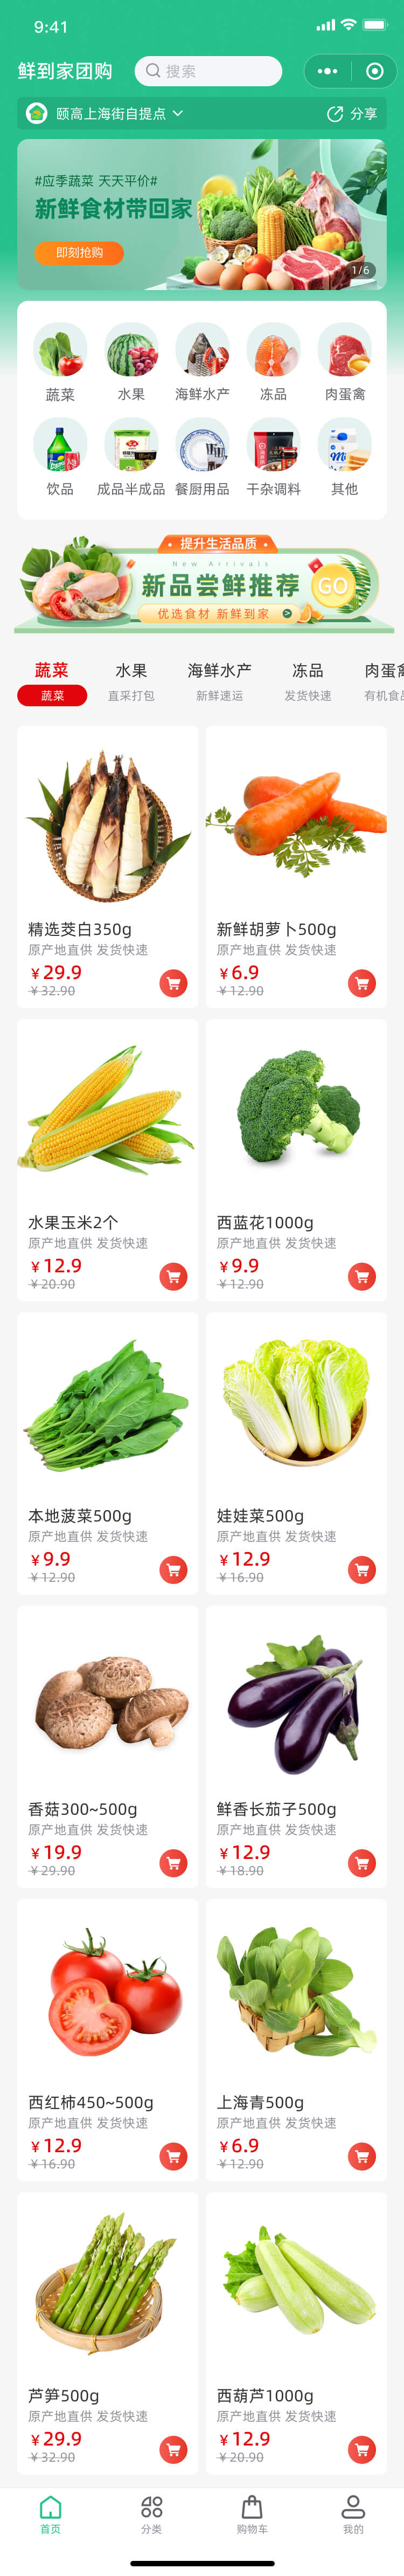 9:41
鲜到家团购
搜索
颐高上海街自提点
分享
#应季蔬菜 天天平价#
新鲜食材带回家
即刻抢购
1/6
蔬菜 水果 海鲜水产 冻品 肉蛋禽
饮品 成品半成品 餐厨用品 干杂调料 其他
提升生活品质
New Arrivals
新品尝鲜推荐 GO
优选食材 新鲜到家
蔬菜 水果 海鲜水产 冻品 肉蛋禽
蔬菜 直采打包 新鲜速运 发货快速 有机食品
精选茭白350g
原产地直供 发货快速
¥29.9
¥32.90
新鲜胡萝卜500g
原产地直供 发货快速
¥6.9
¥12.90
水果玉米2个
原产地直供 发货快速
¥12.9
¥20.90
西蓝花1000g
原产地直供 发货快速
¥9.9
¥12.90
本地菠菜500g
原产地直供 发货快速
¥9.9
¥12.90
娃娃菜500g
原产地直供 发货快速
¥12.9
¥16.90
香菇300~500g
原产地直供 发货快速
¥19.9
¥29.90
鲜香长茄子500g
原产地直供 发货快速
¥12.9
¥18.90
西红柿450~500g
原产地直供 发货快速
¥12.9
¥16.90
上海青500g
原产地直供 发货快速
¥6.9
¥12.90
芦笋500g
原产地直供 发货快速
¥29.9
¥32.90
西葫芦1000g
原产地直供 发货快速
¥12.9
¥20.90
首页 分类 购物车 我的